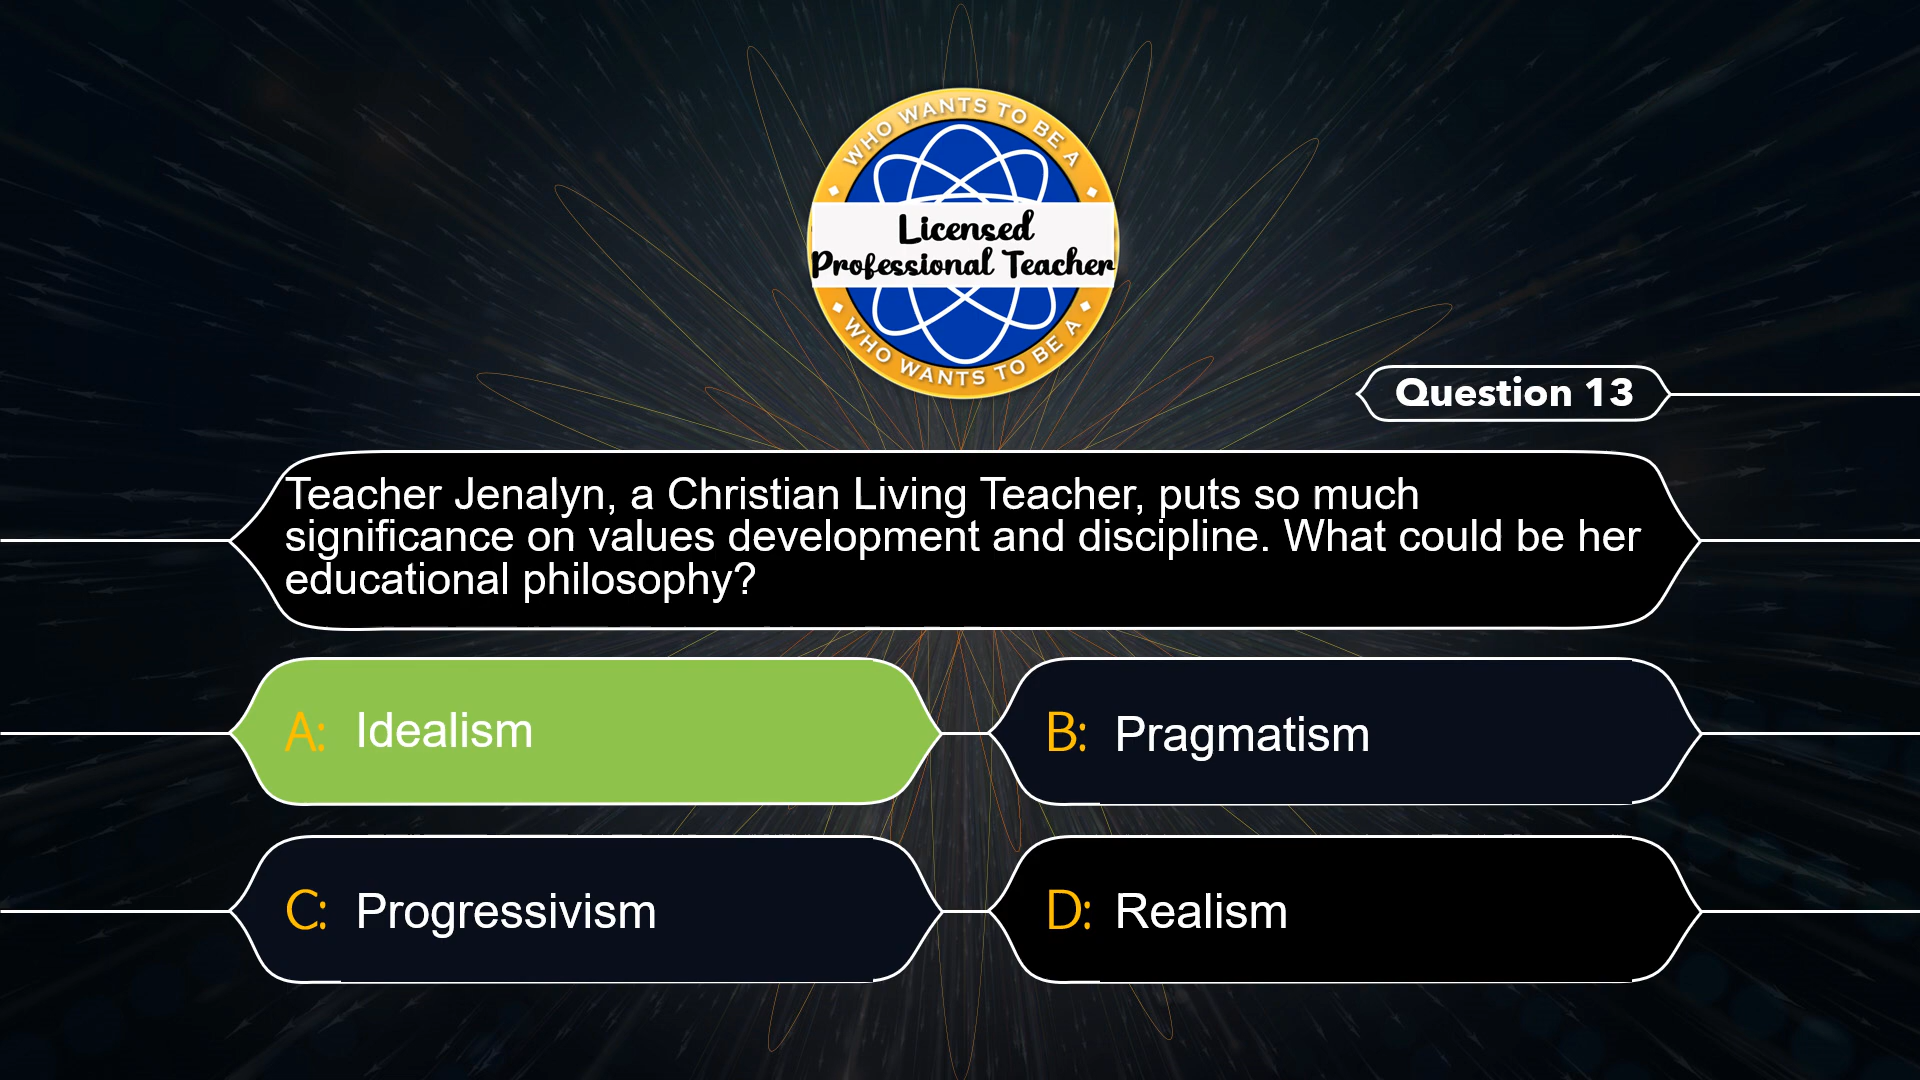 WHO WANTS TO BE A
Licensed
Professional Teacher
WHO WANTS TO BE A
Question 13
Teacher Jenalyn, a Christian Living Teacher, puts so much
significance on values development and discipline. What could be her
educational philosophy?
A: Idealism
B: Pragmatism
C: Progressivism
D: Realism